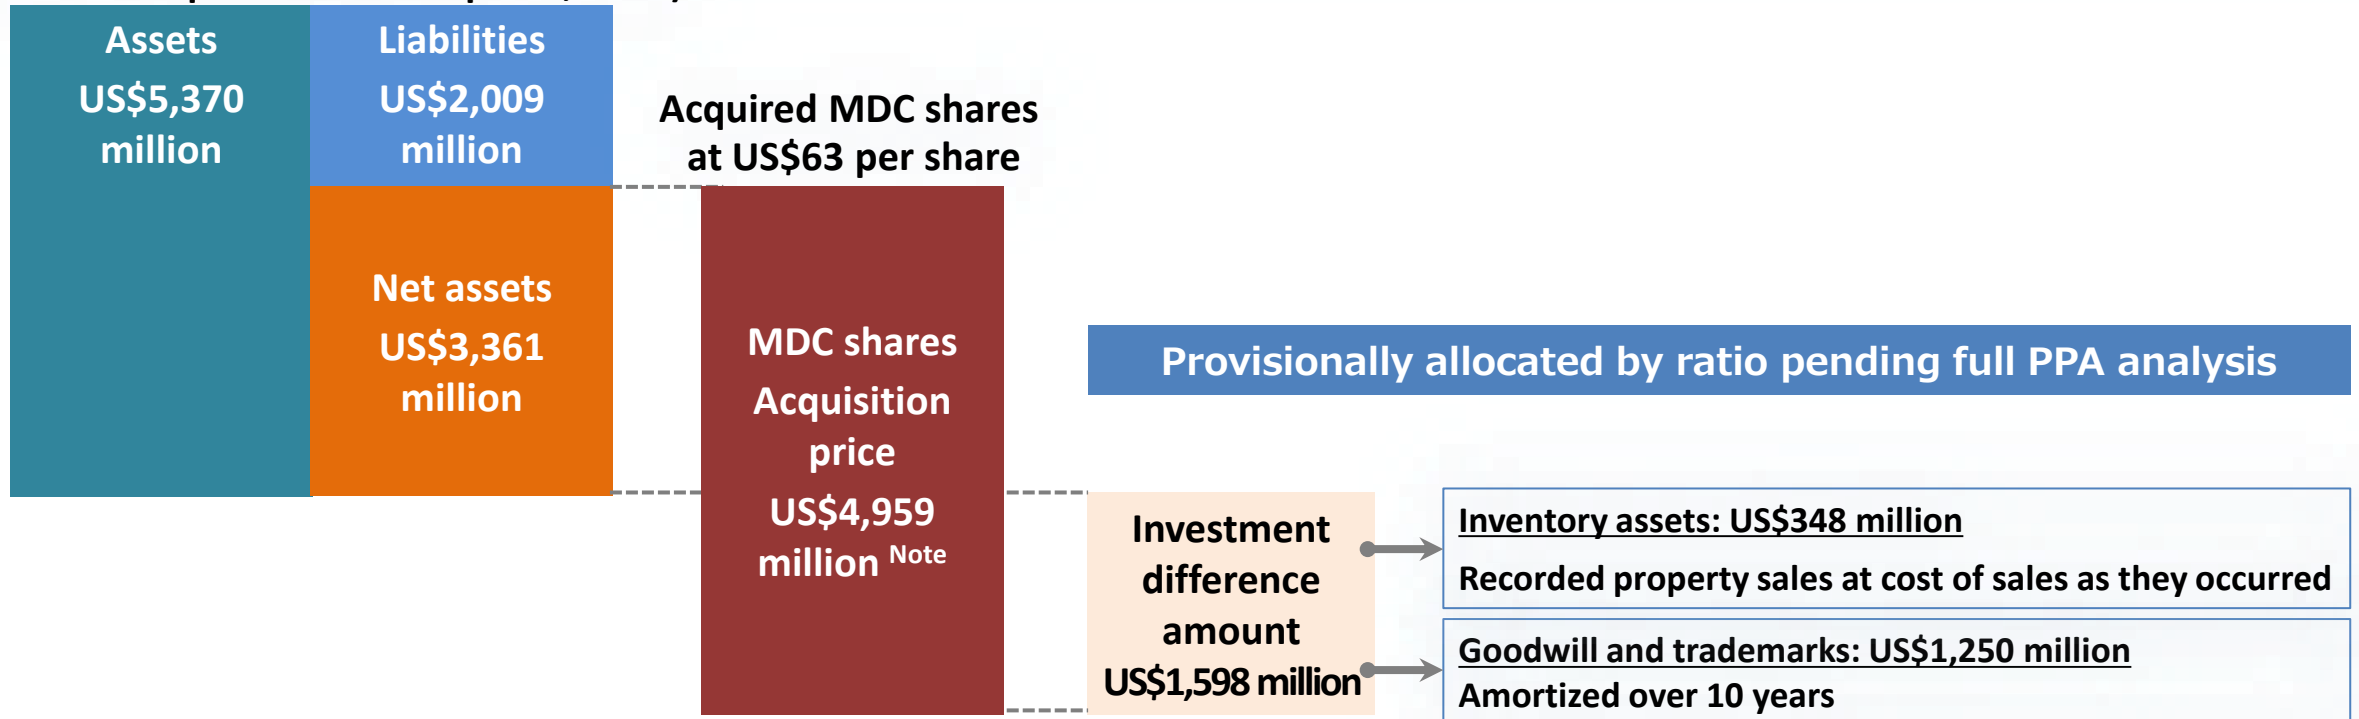 Assets
US$5,370
million
Liabilities
US$2,009
million
Net assets
US$3,361
million
Acquired MDC shares
at US$63 per share
MDC shares
Acquisition
price
US$4,959
million Note
Provisionally allocated by ratio pending full PPA analysis
Investment
difference
amount
US$1,598 million
Inventory assets: US$348 million
Recorded property sales at cost of sales as they occurred
Goodwill and trademarks: US$1,250 million
Amortized over 10 years